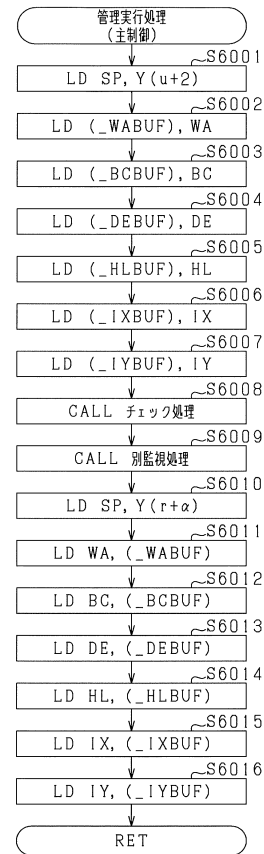 管理実行処理
(主制御)
S6001
LD SP, Y(u+2)
S6002
LD (_WABUF), WA
S6003
LD (_BCBUF), BC
S6004
LD (_DEBUF), DE
S6005
LD (_HLBUF), HL
S6006
LD (_IXBUF), IX
S6007
LD (_IYBUF), IY
S6008
CALL チェック処理
S6009
CALL 別監視処理
S6010
LD SP, Y(r+α)
S6011
LD WA, (_WABUF)
S6012
LD BC, (_BCBUF)
S6013
LD DE, (_DEBUF)
S6014
LD HL, (_HLBUF)
S6015
LD IX, (_IXBUF)
S6016
LD IY, (_IYBUF)
RET